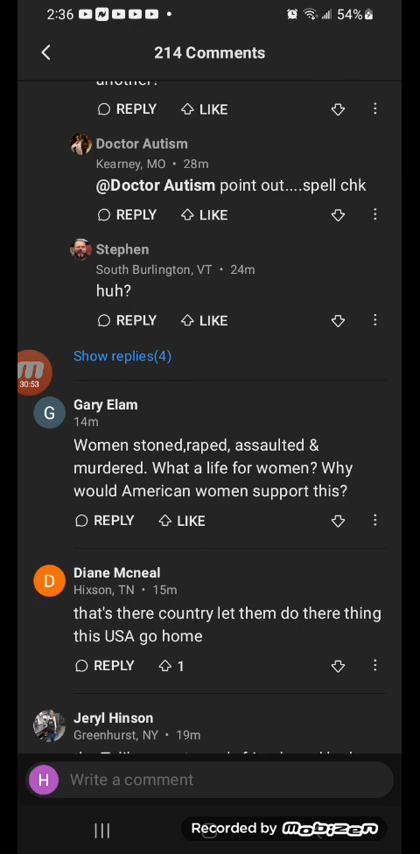 2:36
54%
214 Comments
another?
REPLY LIKE
Doctor Autism
Kearney, MO • 28m
@Doctor Autism point out....spell chk
REPLY LIKE
Stephen
South Burlington, VT • 24m
huh?
REPLY LIKE
Show replies(4)
30:53
G
Gary Elam
14m
Women stoned,raped, assaulted &
murdered. What a life for women? Why
would American women support this?
REPLY LIKE
D
Diane Mcneal
Hixson, TN • 15m
that's there country let them do there thing
this USA go home
REPLY 1
Jeryl Hinson
Greenhurst, NY • 19m
H
Write a comment
Recorded by mobizen